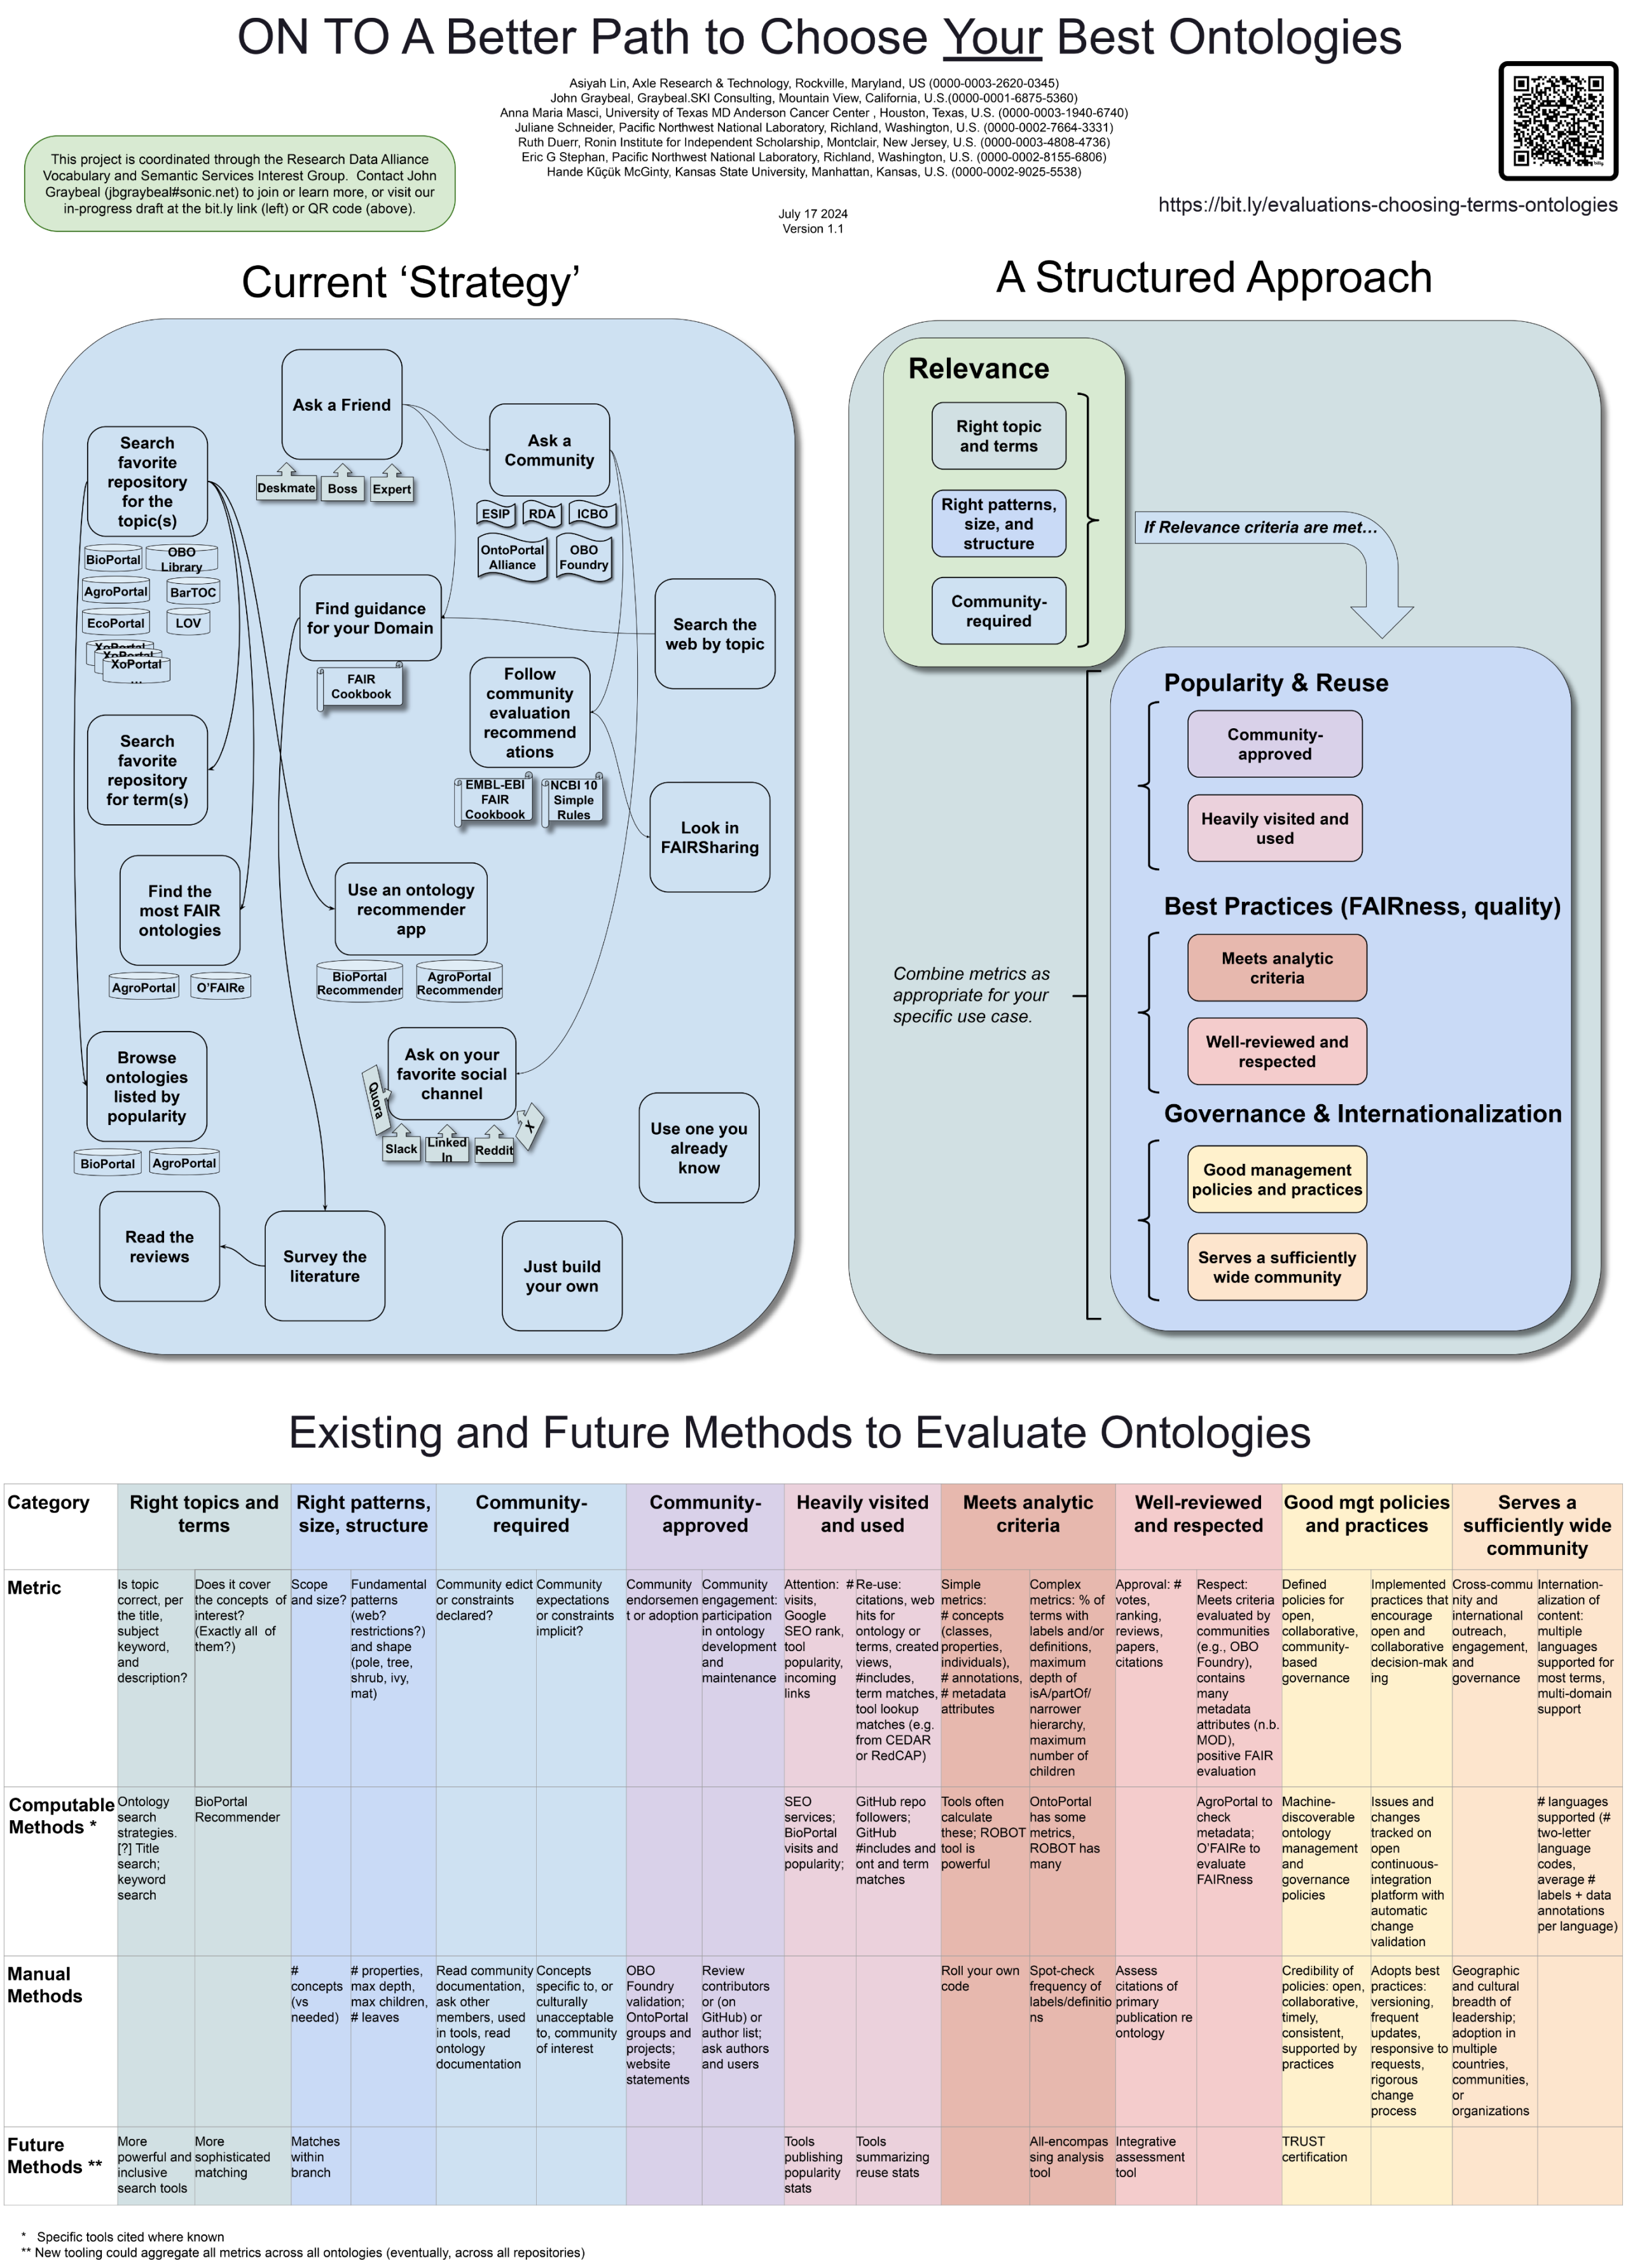 ON TO A Better Path to Choose Your Best Ontologies
Asiyah Lin, Axle Research & Technology, Rockville, Maryland, US (0000-0003-2620-0345)
John Graybeal, Graybeal.SKI Consulting, Mountain View, California, U.S.(0000-0001-6875-5360)
Anna Maria Masci, University of Texas MD Anderson Cancer Center , Houston, Texas, U.S. (0000-0003-1940-6740)
Juliane Schneider, Pacific Northwest National Laboratory, Richland, Washington, U.S. (0000-0002-7664-3331)
Ruth Duerr, Ronin Institute for Independent Scholarship, Montclair, New Jersey, U.S. (0000-0003-4808-4736)
Eric G Stephan, Pacific Northwest National Laboratory, Richland, Washington, U.S. (0000-0002-8155-6806)
Hande Kūçük McGinty, Kansas State University, Manhattan, Kansas, U.S. (0000-0002-9025-5538)
July 17 2024
Version 1.1
This project is coordinated through the Research Data Alliance
Vocabulary and Semantic Services Interest Group. Contact John
Graybeal (jbgraybeal#sonic.net) to join or learn more, or visit our
in-progress draft at the bit.ly link (left) or QR code (above).
https://bit.ly/evaluations-choosing-terms-ontologies
Current ‘Strategy’
Ask a Friend
Deskmate
Boss
Expert
Ask a
Community
ESIP
RDA
ICBO
OntoPortal
Alliance
OBO
Foundry
Search
favorite
repository
for the
topic(s)
BioPortal
OBO
Library
AgroPortal
BarTOC
EcoPortal
LOV
XoPortal
XoPortal
XoPortal
...
Find guidance
for your Domain
FAIR
Cookbook
Search the
web by topic
Follow
community
evaluation
recommend
ations
EMBL-EBI
FAIR
Cookbook
NCBI 10
Simple
Rules
Search
favorite
repository
for term(s)
Look in
FAIRSharing
Find the
most FAIR
ontologies
AgroPortal
O'FAIRe
Use an ontology
recommender
app
BioPortal
Recommender
AgroPortal
Recommender
Browse
ontologies
listed by
popularity
BioPortal
AgroPortal
Ask on your
favorite social
channel
Quora
Slack
Linked
In
Reddit
X
Use one you
already
know
Read the
reviews
Survey the
literature
Just build
your own
A Structured Approach
Relevance
Right topic
and terms
Right patterns,
size, and
structure
Community-
required
If Relevance criteria are met...
Popularity & Reuse
Community-
approved
Heavily visited and
used
Best Practices (FAIRness, quality)
Meets analytic
criteria
Well-reviewed and
respected
Combine metrics as
appropriate for your
specific use case.
Governance & Internationalization
Good management
policies and practices
Serves a sufficiently
wide community
Existing and Future Methods to Evaluate Ontologies
Category
Right topics and
terms
Right patterns,
size, structure
Community-
required
Community-
approved
Heavily visited
and used
Meets analytic
criteria
Well-reviewed
and respected
Good mgt policies
and practices
Serves a
sufficiently wide
community
Metric
Is topic
correct, per
the title,
subject
keyword,
and
description?
Does it cover
the concepts of
interest?
(Exactly all of
them?)
Scope
and size?
Fundamental
patterns
(web?
restrictions?)
and shape
(pole, tree,
shrub, ivy,
mat)
Community edict
or constraints
declared?
Community
expectations
or constraints
implicit?
Community
endorsemen
t or adoption
Community
engagement:
participation
in ontology
development
and
maintenance
Attention: #
visits,
Google
SEO rank,
tool
popularity,
incoming
links
Re-use:
citations, web
hits for
ontology or
terms, created
views,
#includes,
term matches,
tool lookup
matches (e.g.
from CEDAR
or RedCAP)
Simple
metrics:
# concepts
(classes,
properties,
individuals),
# annotations,
# metadata
attributes
Complex
metrics: % of
terms with
labels and/or
definitions,
maximum
depth of
isA/partOf/
narrower
hierarchy,
maximum
number of
children
Approval: #
votes,
ranking,
reviews,
papers,
citations
Respect:
Meets criteria
evaluated by
communities
(e.g., OBO
Foundry),
contains
many
metadata
attributes (n.b.
MOD),
positive FAIR
evaluation
Defined
policies for
open,
collaborative,
community-
based
governance
Implemented
practices that
encourage
open and
collaborative
decision-mak
ing
Cross-commu
nity and
international
outreach,
engagement,
and
governance
Internation-
alization of
content:
multiple
languages
supported for
most terms,
multi-domain
support
Computable
Methods *
Ontology
search
strategies.
[?] Title
search;
keyword
search
BioPortal
Recommender
SEO
services;
BioPortal
visits and
popularity;
GitHub repo
followers;
GitHub
#includes and
ont and term
matches
Tools often
calculate
these; ROBOT
tool is
powerful
OntoPortal
has some
metrics,
ROBOT has
many
AgroPortal to
check
metadata;
O'FAIRe to
evaluate
FAIRness
Machine-
discoverable
ontology
management
and
governance
policies
Issues and
changes
tracked on
open
continuous-
integration
platform with
automatic
change
validation
# languages
supported (#
two-letter
language
codes,
average #
labels + data
annotations
per language)
Manual
Methods
#
concepts
(vs
needed)
# properties,
max depth,
max children,
# leaves
Read community
documentation,
ask other
members, used
in tools, read
ontology
documentation
Concepts
specific to, or
culturally
unacceptable
to, community
of interest
OBO
Foundry
validation;
OntoPortal
groups and
projects;
website
statements
Review
contributors
or (on
GitHub) or
author list;
ask authors
and users
Roll your own
code
Spot-check
frequency of
labels/definitio
ns
Assess
citations of
primary
publication re
ontology
Credibility of
policies: open,
collaborative,
timely,
consistent,
supported by
practices
Adopts best
practices:
versioning,
frequent
updates,
responsive to
requests,
rigorous
change
process
Geographic
and cultural
breadth of
leadership;
adoption in
multiple
countries,
communities,
or
organizations
Future
Methods **
More
powerful and
inclusive
search tools
More
sophisticated
matching
Matches
within
branch
Tools
publishing
popularity
stats
Tools
summarizing
reuse stats
All-encompas
sing analysis
tool
Integrative
assessment
tool
TRUST
certification
* Specific tools cited where known
** New tooling could aggregate all metrics across all ontologies (eventually, across all repositories)